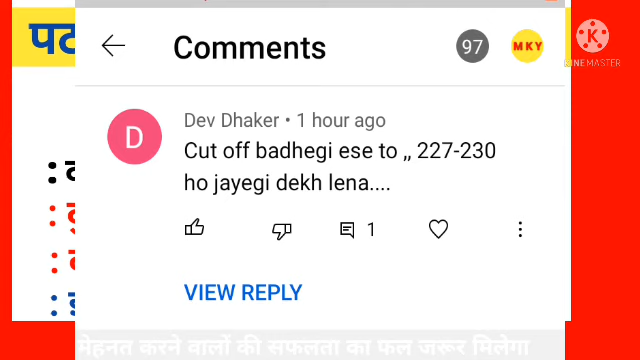 Comments
97
MKY
KINEMASTER
D
Dev Dhaker • 1 hour ago
Cut off badhegi ese to ,, 227-230
ho jayegi dekh lena....
1
VIEW REPLY
मेहनत करने वालों की सफलता का फल जरूर मिलेगा